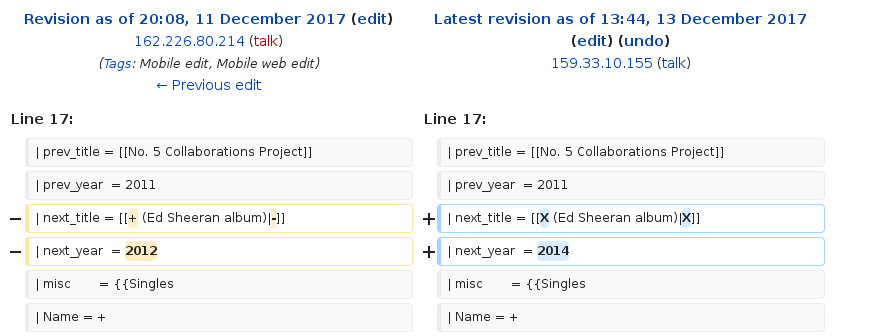 Revision as of 20:08, 11 December 2017 (edit)
162.226.80.214 (talk)
(Tags: Mobile edit, Mobile web edit)
← Previous edit
Latest revision as of 13:44, 13 December 2017
(edit) (undo)
159.33.10.155 (talk)
Line 17:
Line 17:
| prev_title = [[No. 5 Collaborations Project]]
| prev_title = [[No. 5 Collaborations Project]]
| prev_year  = 2011
| prev_year  = 2011
− | next_title = [[+ (Ed Sheeran album)|-]]
+ | next_title = [[X (Ed Sheeran album)|X]]
− | next_year  = 2012
+ | next_year  = 2014
| misc       = {{Singles
| misc       = {{Singles
| Name = +
| Name = +